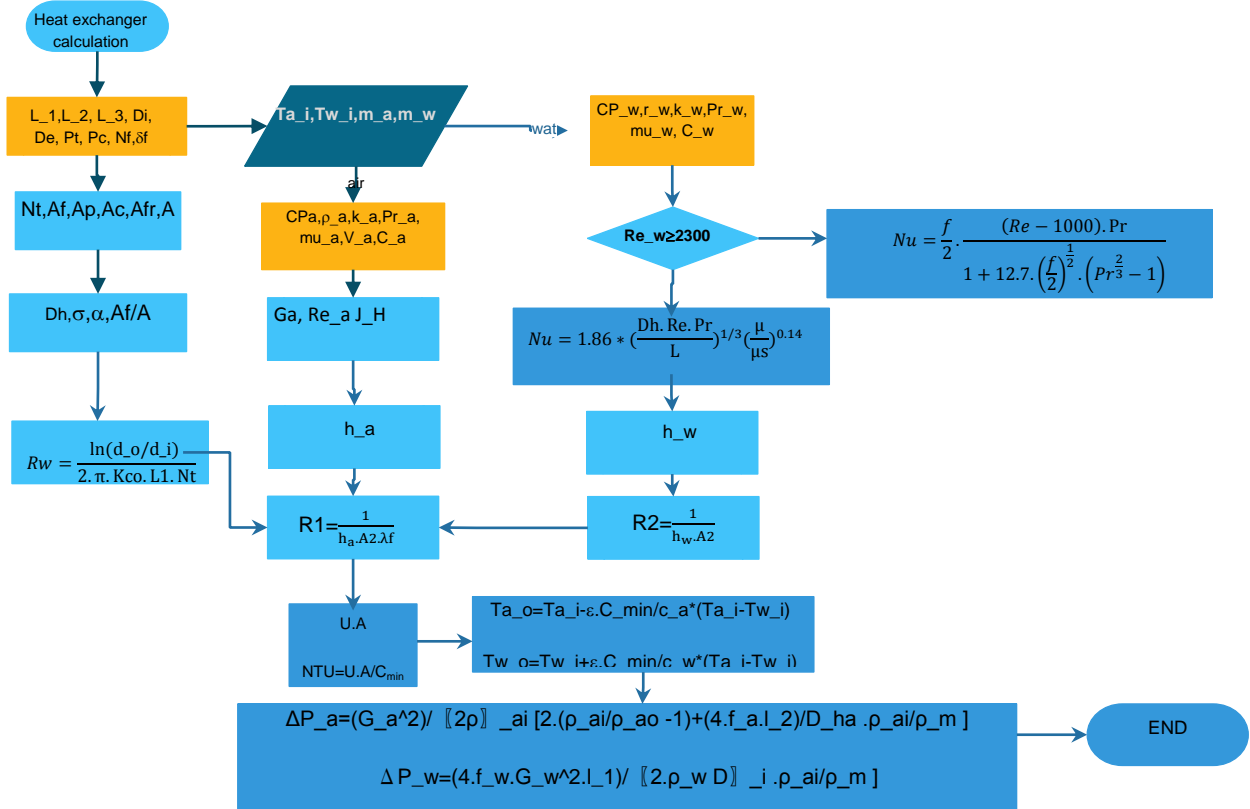 Heat exchanger
calculation
L_1,L_2, L_3, Di,
De, Pt, Pc, Nf,δf
Ta_i,Tw_i,m_a,m_w
wat
air
CP_w,r_w,k_w,Pr_w,
mu_w, C_w
Nt,Af,Ap,Ac,Afr,A
CPa,ρ_a,k_a,Pr_a,
mu_a,V_a,C_a
Re_w≥2300
Nu = f/2 . (Re − 1000). Pr / 1 + 12.7. (f/2)^(1/2) . (Pr^(2/3) − 1)
Dh,σ,α,Af/A
Ga, Re_a J_H
Nu = 1.86 ∗ (Dh. Re. Pr / L)^1/3 (μ/μs)^0.14
h_a
h_w
Rw = ln(d_o/d_i) / 2. π. Kco. L1. Nt
R1= 1 / h_a.A2.λf
R2= 1 / h_w.A2
U.A
NTU=U.A/C_min
Ta_o=Ta_i-ε.C_min/c_a*(Ta_i-Tw_i)
Tw_o=Tw_i+ε.C_min/c_w*(Ta_i-Tw_i)
ΔP_a=(G_a^2)/〖2ρ〗_ai [2.(ρ_ai/ρ_ao -1)+(4.f_a.l_2)/D_ha .ρ_ai/ρ_m ]
Δ P_w=(4.f_w.G_w^2.l_1)/〖2.ρ_w D〗_i .ρ_ai/ρ_m ]
END